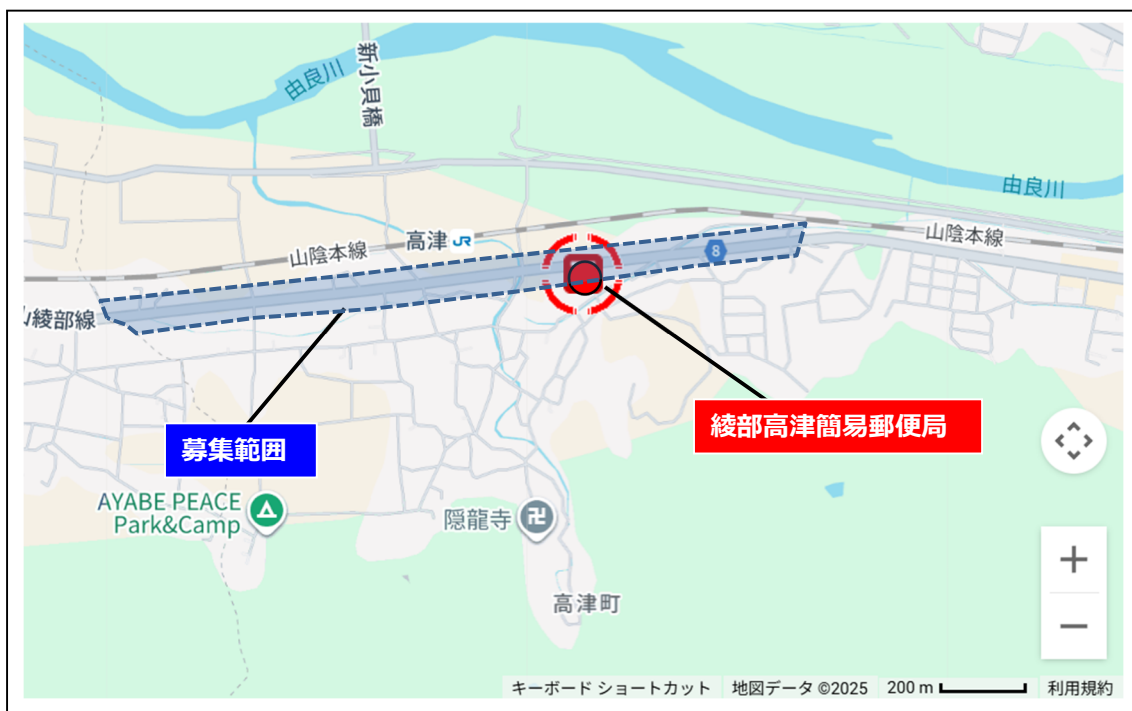 新小貝橋
由良川
由良川
高津
山陰本線
山陰本線
8
綾部線
綾部高津簡易郵便局
募集範囲
AYABE PEACE
Park&Camp
隠龍寺
高津町
キーボード ショートカット
地図データ ©2025
200 m
利用規約